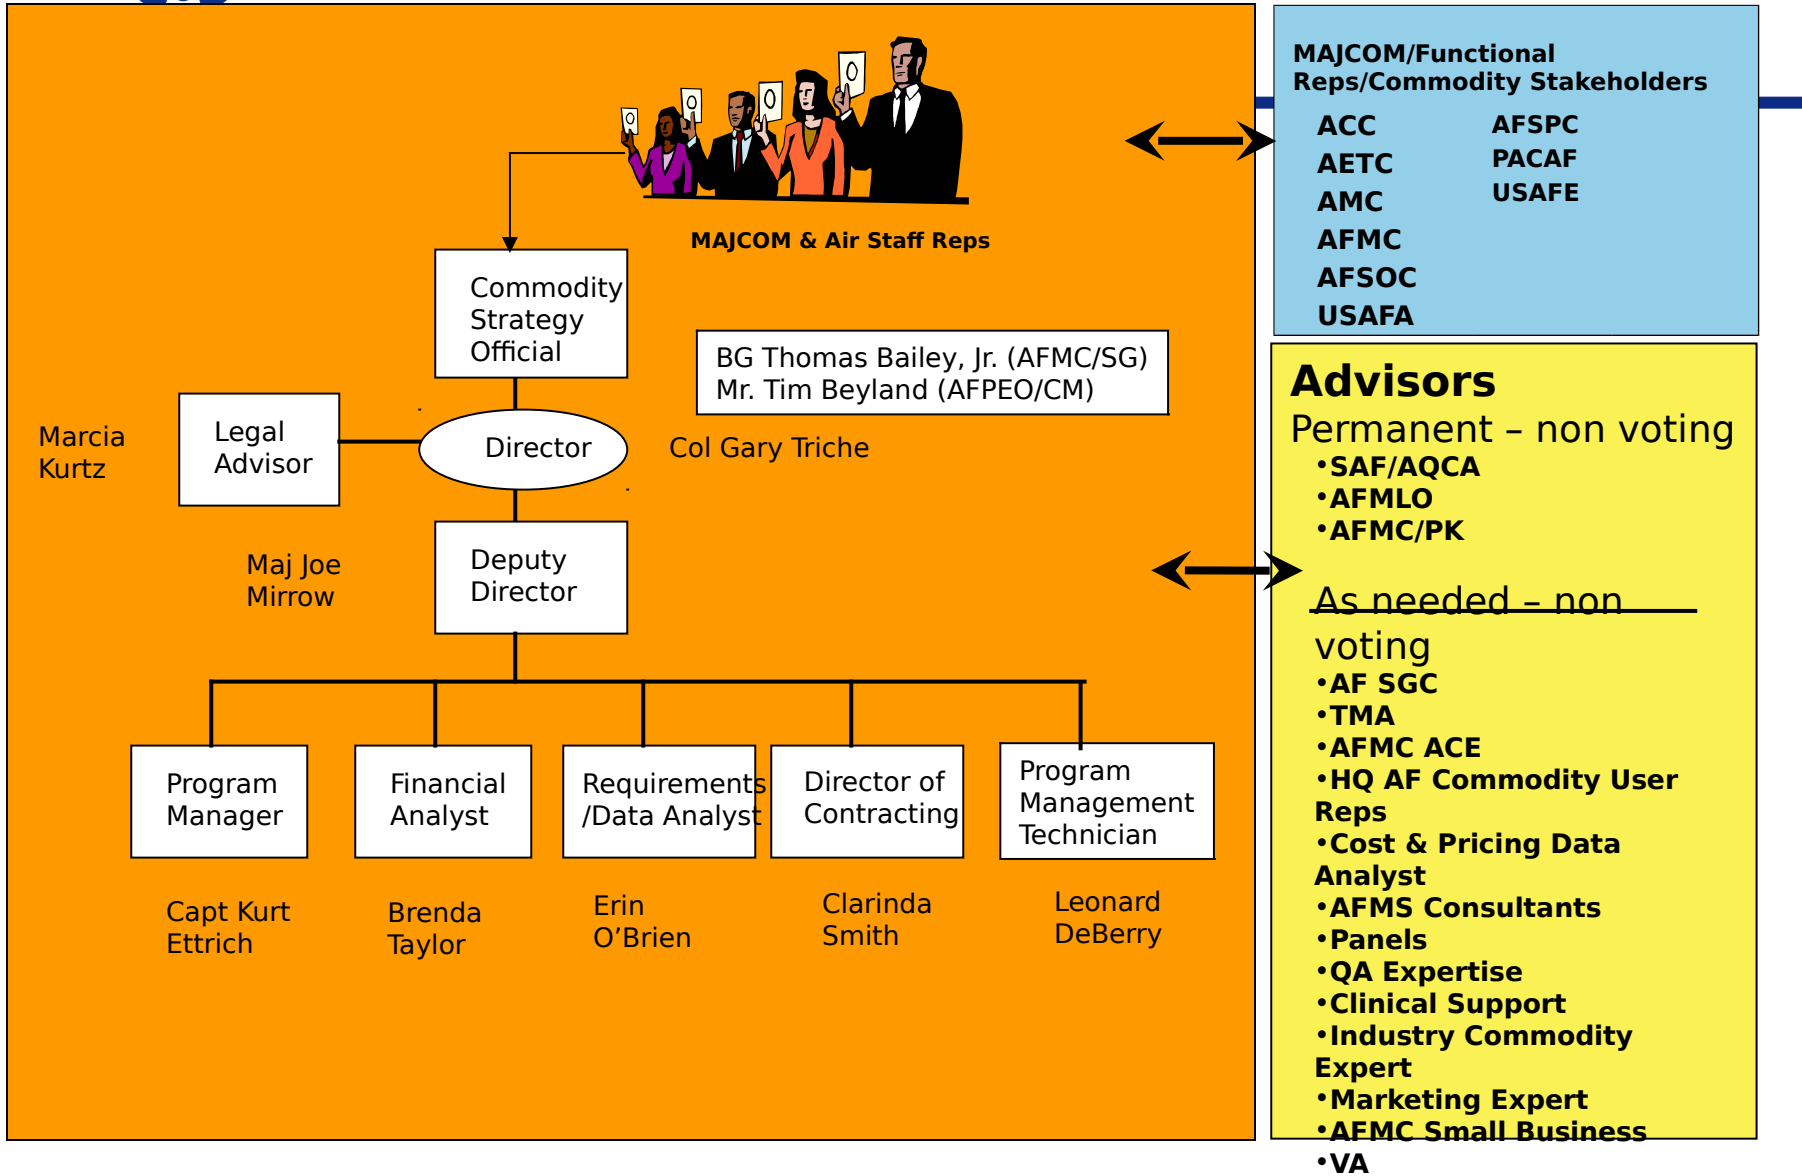 MAJCOM & Air Staff Reps
Commodity
Strategy
Official
BG Thomas Bailey, Jr. (AFMC/SG)
Mr. Tim Beyland (AFPEO/CM)
Marcia
Kurtz
Legal
Advisor
Director
Col Gary Triche
Maj Joe
Mirrow
Deputy
Director
Program
Manager
Financial
Analyst
Requirements
/Data Analyst
Director of
Contracting
Program
Management
Technician
Capt Kurt
Ettrich
Brenda
Taylor
Erin
O’Brien
Clarinda
Smith
Leonard
DeBerry
MAJCOM/Functional
Reps/Commodity Stakeholders
ACC
AETC
AMC
AFMC
AFSOC
USAFA
AFSPC
PACAF
USAFE
Advisors
Permanent – non voting
•SAF/AQCA
•AFMLO
•AFMC/PK
As needed – non
voting
•AF SGC
•TMA
•AFMC ACE
•HQ AF Commodity User
Reps
•Cost & Pricing Data
Analyst
•AFMS Consultants
•Panels
•QA Expertise
•Clinical Support
•Industry Commodity
Expert
•Marketing Expert
•AFMC Small Business
•VA